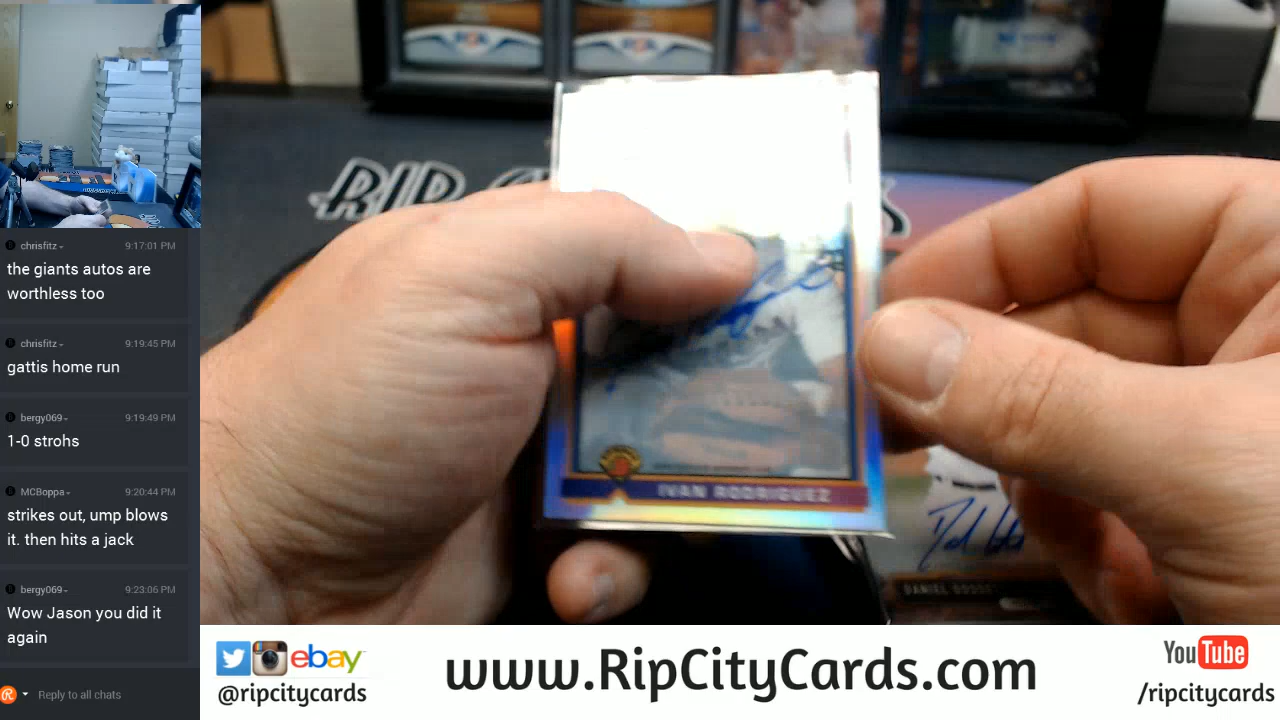 chrisfitz
9:17:01 PM
the giants autos are
worthless too
chrisfitz
9:19:45 PM
gattis home run
bergy069
9:19:49 PM
1-0 strohs
MCBoppa
9:20:44 PM
strikes out, ump blows
it. then hits a jack
bergy069
9:23:06 PM
Wow Jason you did it
again
Reply to all chats
RIP
IVAN RODRIGUEZ
DANIEL
ebay
@ripcitycards
www.RipCityCards.com
YouTube
/ripcitycards